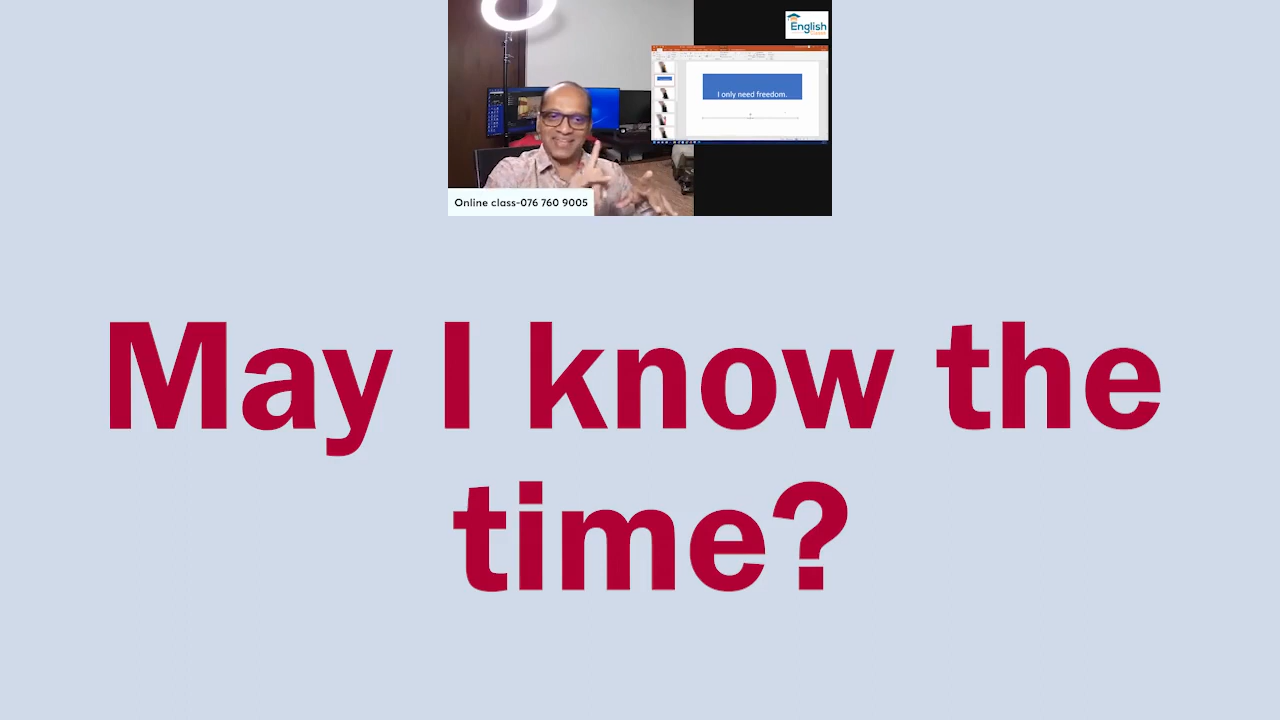 English
I only need freedom.
Online class-076 760 9005
May I know the
time?